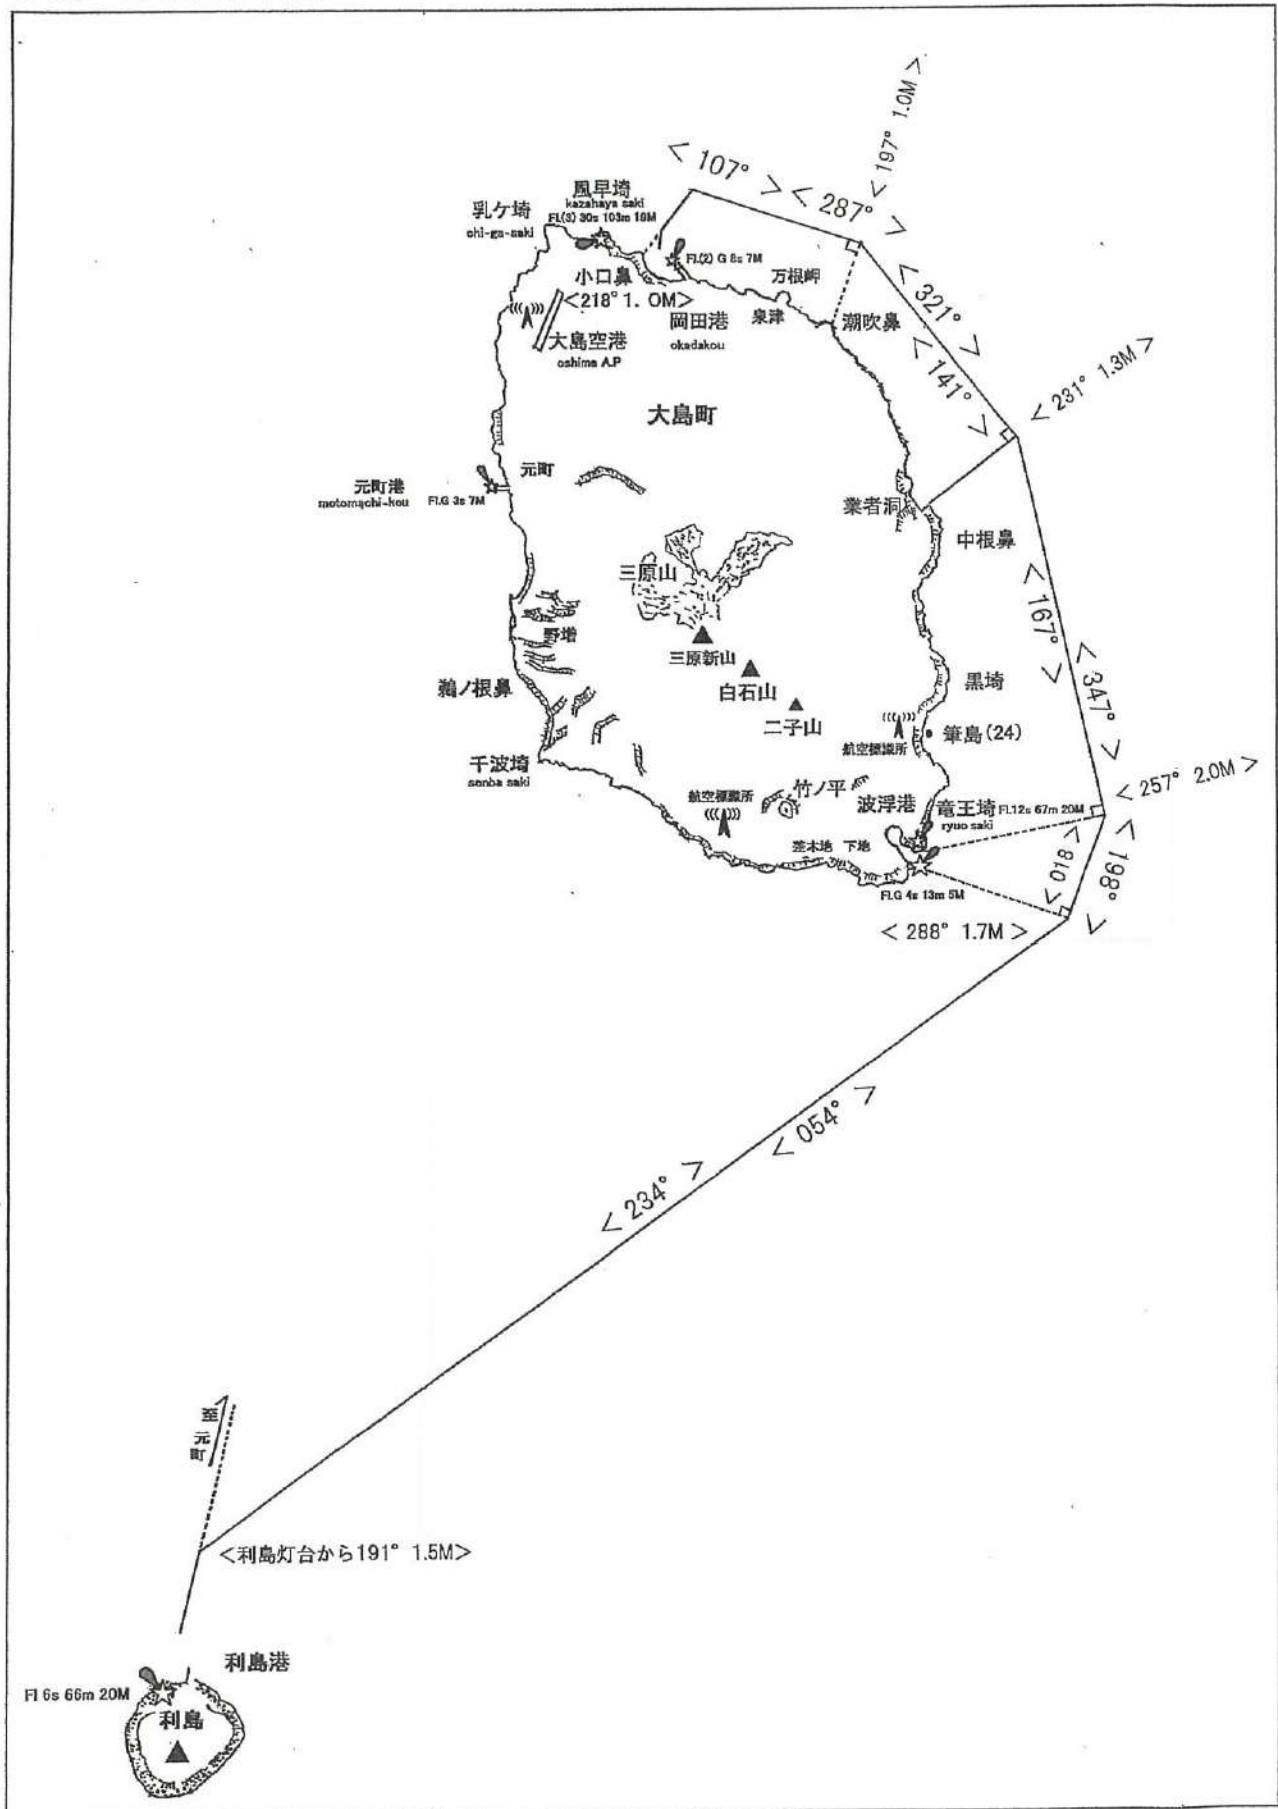 < 197° 1.0M >
< 107° >
< 287° >
風早埼
kazahaya saki
Fl.(3) 30s 103m 18M
乳ケ埼
chi-ga-saki
Fl.(2) G 8s 7M
小口鼻
<218° 1.0M>
万根岬
泉津
岡田港
okadakou
潮吹鼻
< 321° >
< 141° >
大島空港
oshima A.P
< 231° 1.3M >
大島町
元町
元町港
motomachi-kou
Fl.G 3s 7M
業者洞
中根鼻
三原山
< 167° >
野増
三原新山
白石山
二子山
鵜ノ根鼻
黒埼
< 347° >
筆島(24)
航空標識所
千波埼
senba saki
航空標識所
竹ノ平
波浮港
竜王埼
ryuo saki
Fl.12s 67m 20M
< 257° 2.0M >
差木地
下地
< 018 >
< 198° >
Fl.G 4s 13m 5M
< 288° 1.7M >
< 054° >
< 234° >
至
元
町
<利島灯台から191° 1.5M>
利島港
Fl 6s 66m 20M
利島